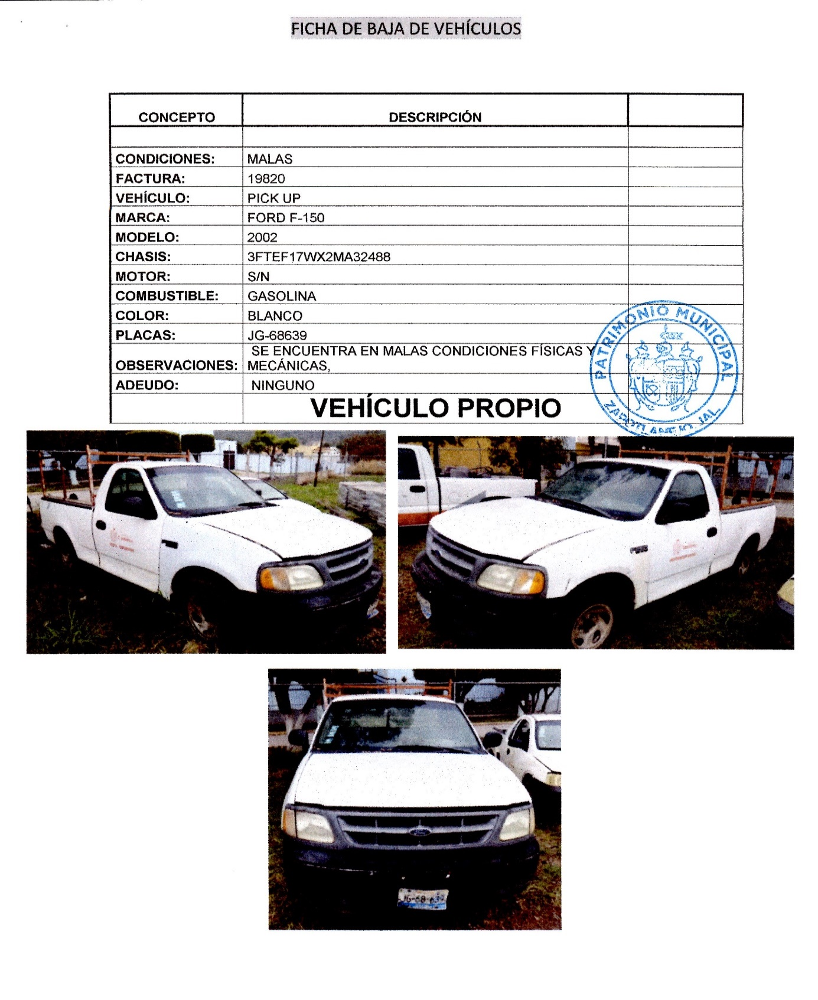 FICHA DE BAJA DE VEHÍCULOS
CONCEPTO DESCRIPCIÓN
CONDICIONES: MALAS
FACTURA: 19820
VEHÍCULO: PICK UP
MARCA: FORD F-150
MODELO: 2002
CHASIS: 3FTEF17WX2MA32488
MOTOR: S/N
COMBUSTIBLE: GASOLINA
COLOR: BLANCO
PLACAS: JG-68639
OBSERVACIONES: SE ENCUENTRA EN MALAS CONDICIONES FÍSICAS Y
MECÁNICAS,
ADEUDO: NINGUNO
VEHÍCULO PROPIO
PATRIMONIO MUNICIPAL
ZAPOTLANEJO, JAL
JG-68-639